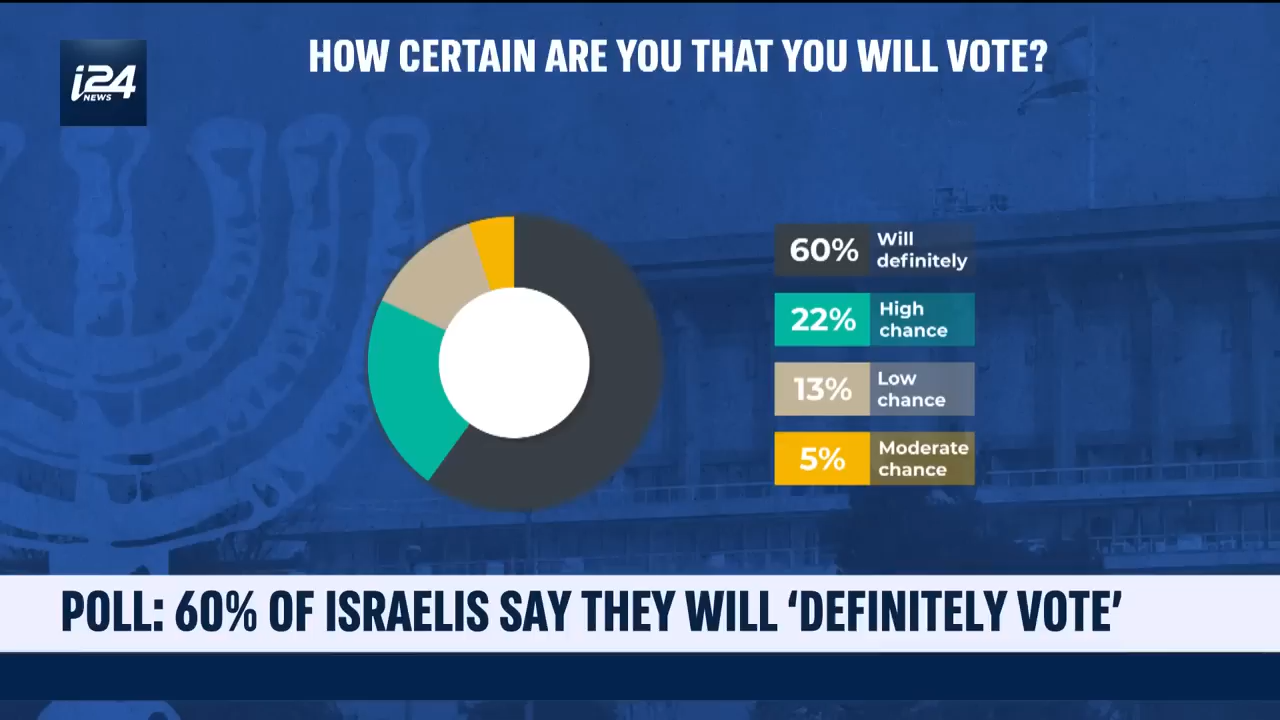 i24
NEWS
HOW CERTAIN ARE YOU THAT YOU WILL VOTE?
60%
Will
definitely
22%
High
chance
13%
Low
chance
5%
Moderate
chance
POLL: 60% OF ISRAELIS SAY THEY WILL ‘DEFINITELY VOTE’